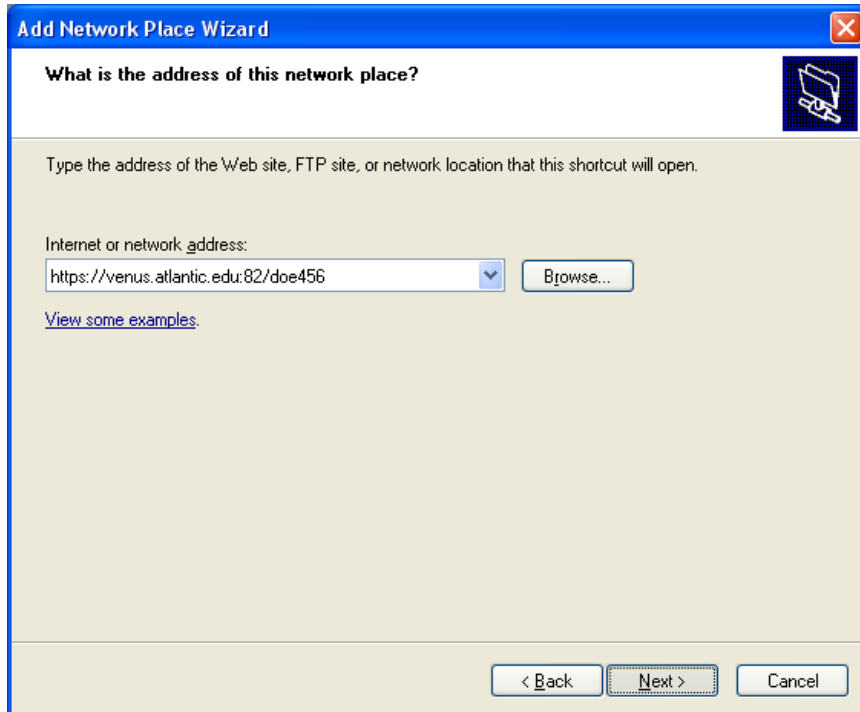 Add Network Place Wizard
What is the address of this network place?
Type the address of the Web site, FTP site, or network location that this shortcut will open.
Internet or network address:
https://venus.atlantic.edu:82/doe456
Browse...
View some examples.
< Back
Next >
Cancel